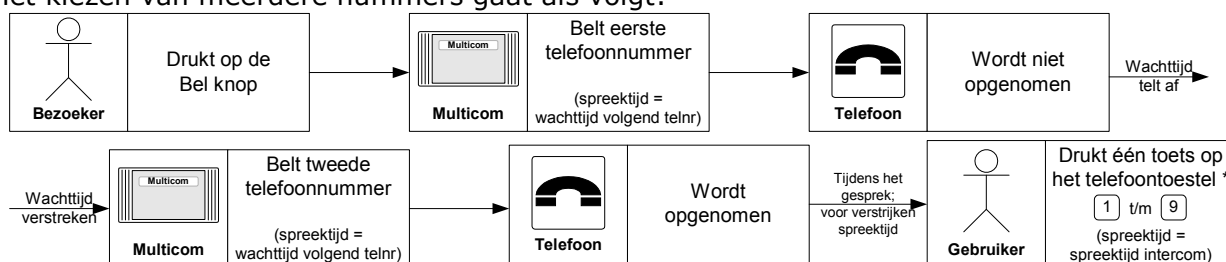 het kiezen van meerdere nummers gaat als volgt:
Bezoeker
Drukt op de
Bel knop
Multicom
Multicom
Belt eerste
telefoonnummer
(spreektijd =
wachttijd volgend telnr)
Telefoon
Wordt niet
opgenomen
Wachttijd
telt af
Wachttijd
verstreken
Multicom
Multicom
Belt tweede
telefoonnummer
(spreektijd =
wachttijd volgend telnr)
Telefoon
Wordt
opgenomen
Tijdens het
gesprek;
voor verstrijken
spreektijd
Gebruiker
Drukt één toets op
het telefoontoestel *
1 t/m 9
(spreektijd =
spreektijd intercom)